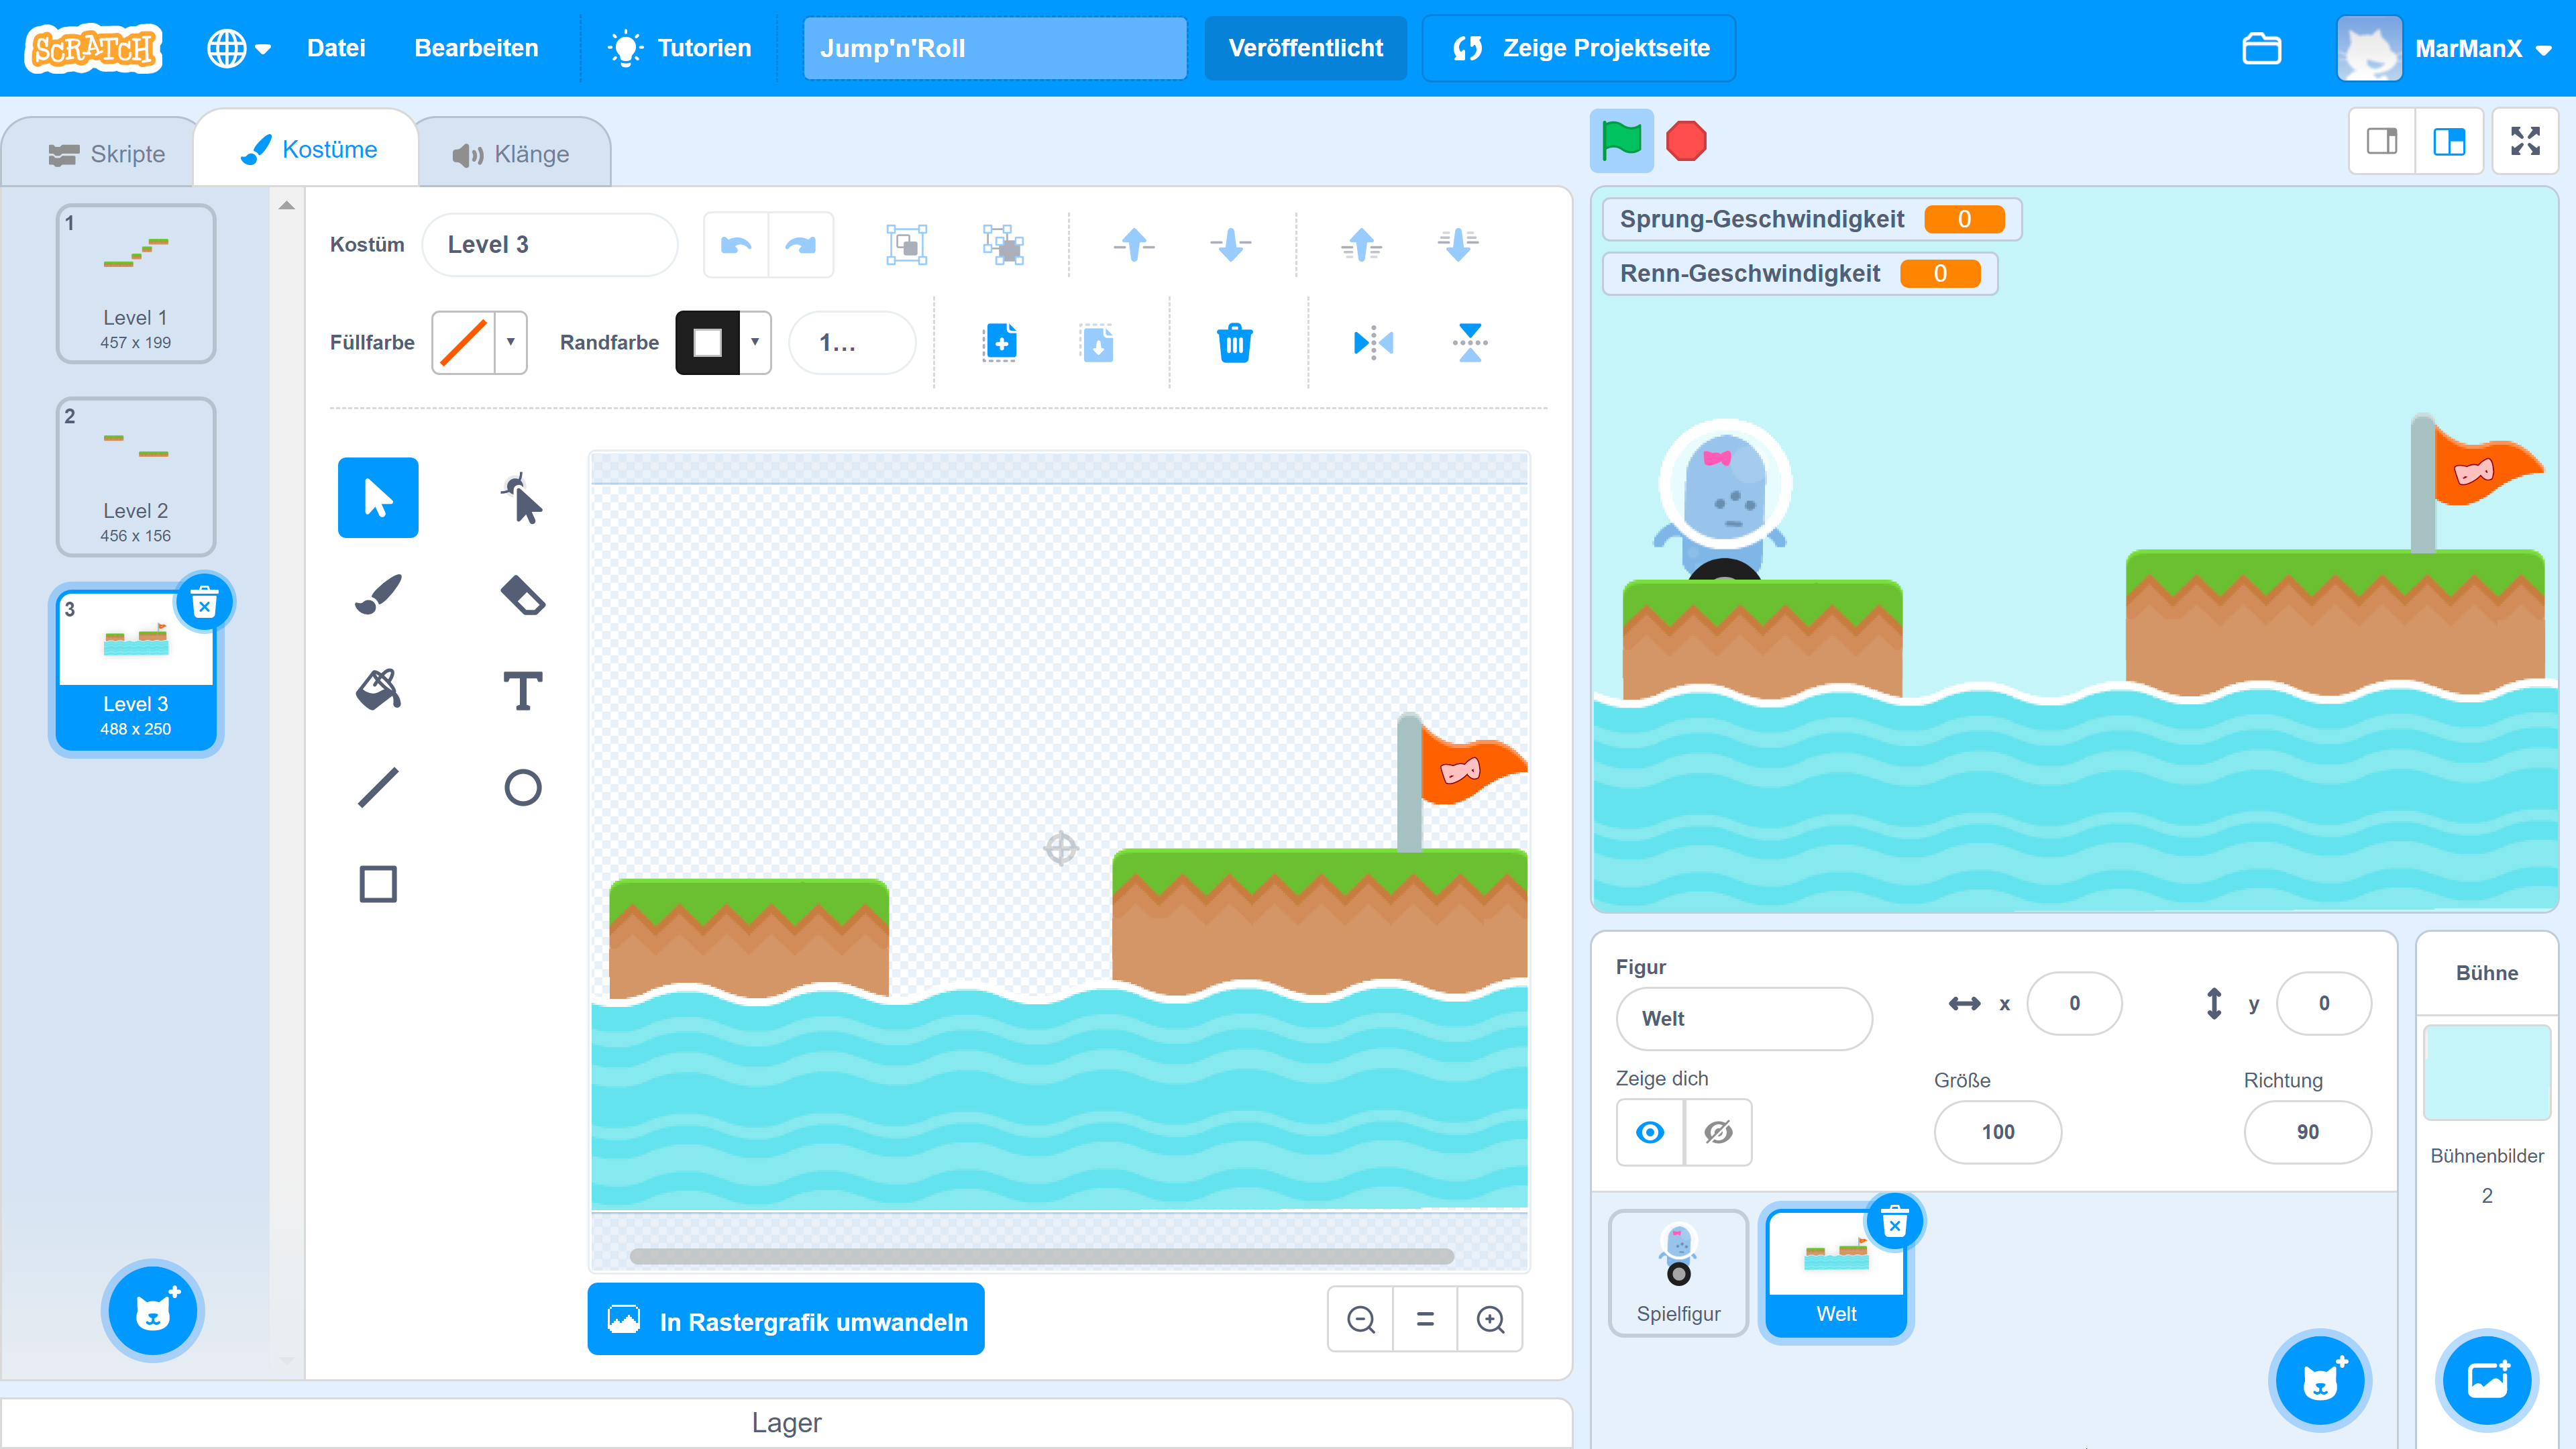 SCRATCH
Datei
Bearbeiten
Tutorien
Jump'n'Roll
Veröffentlicht
Zeige Projektseite
MarManX
Skripte
Kostüme
Klänge
1
Level 1
457 x 199
2
Level 2
456 x 156
3
Level 3
488 x 250
Kostüm
Level 3
Füllfarbe
Randfarbe
1...
In Rastergrafik umwandeln
Lager
Sprung-Geschwindigkeit 0
Renn-Geschwindigkeit 0
Figur
Welt
x 0
y 0
Zeige dich
Größe
100
Richtung
90
Spielfigur
Welt
Bühne
Bühnenbilder
2